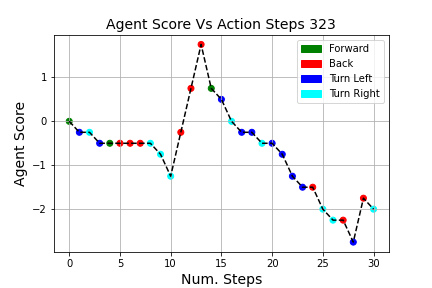 Agent Score Vs Action Steps 323
Forward
Back
Turn Left
Turn Right
Agent Score
1
0
−1
−2
0 5 10 15 20 25 30
Num. Steps